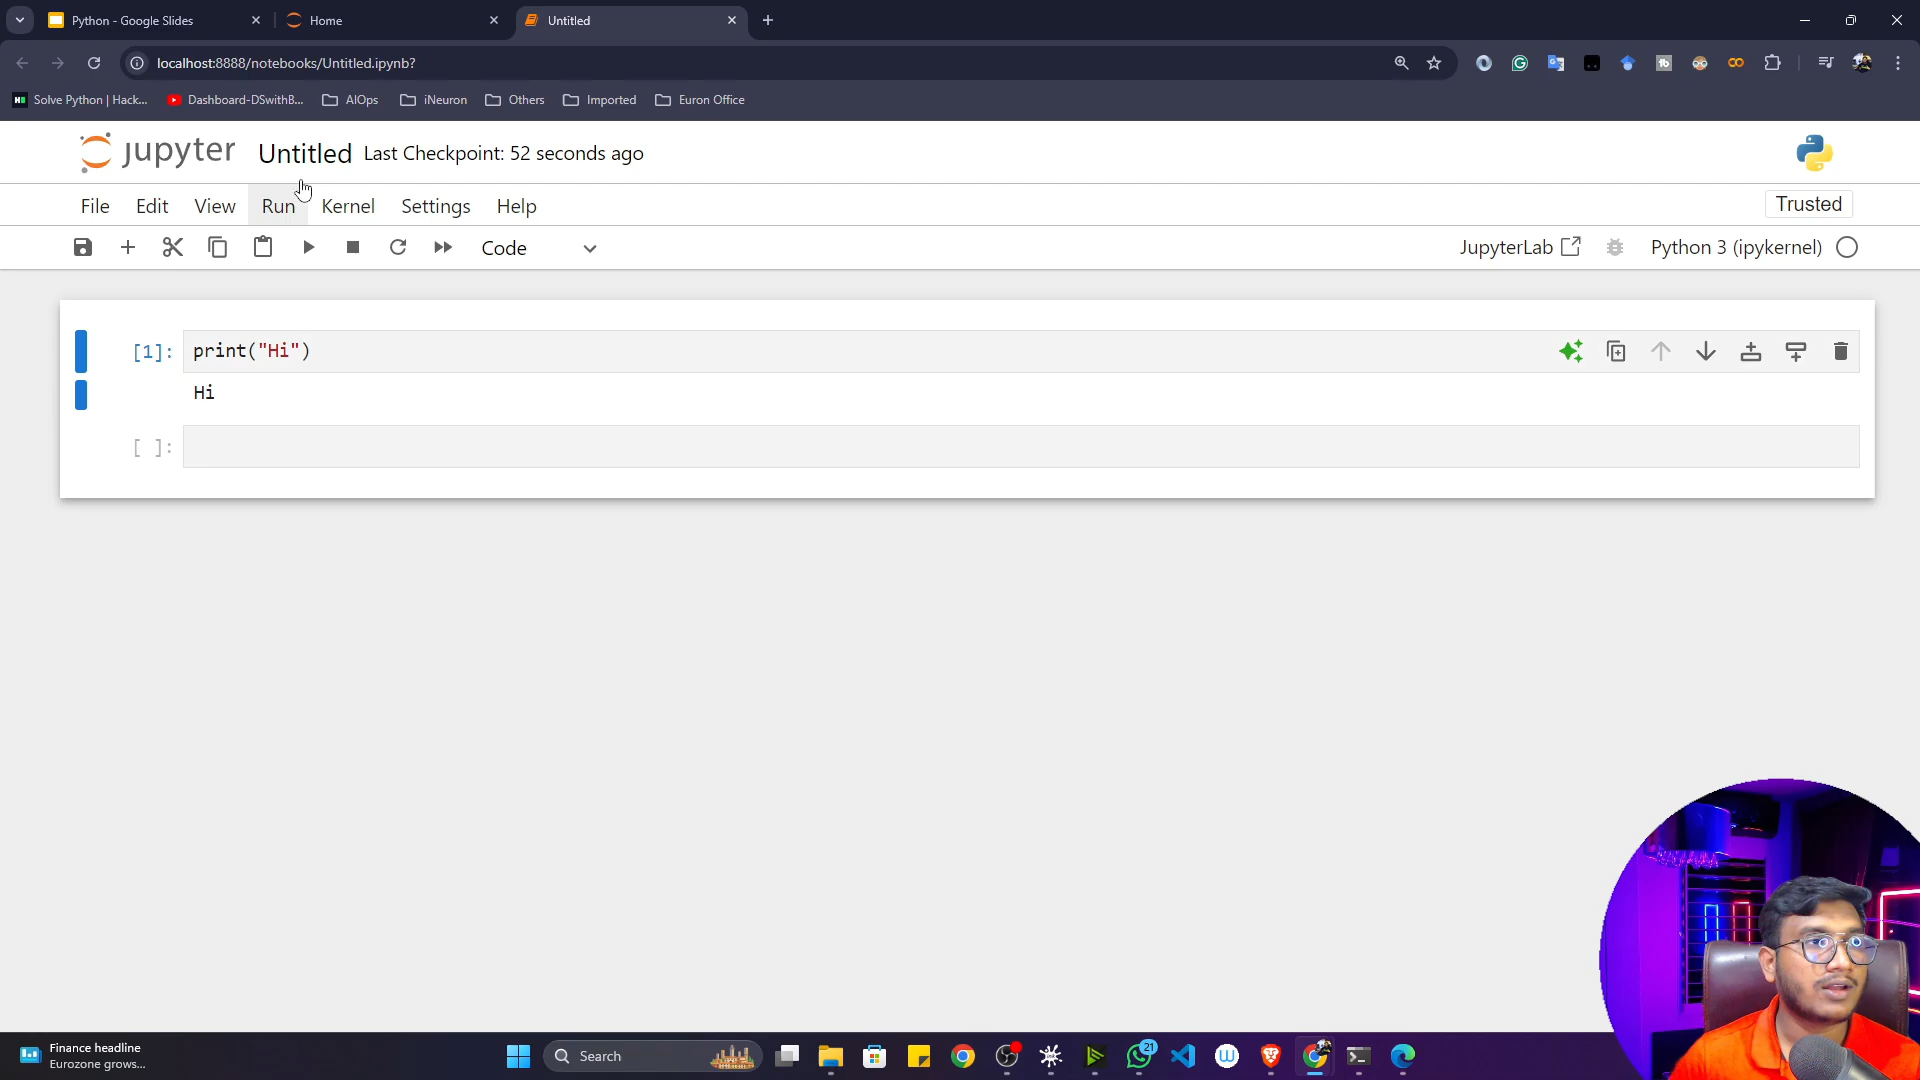 Python - Google Slides
Home
Untitled
localhost:8888/notebooks/Untitled.ipynb?
Solve Python | Hack...
Dashboard-DSwithB...
AIOps
iNeuron
Others
Imported
Euron Office
jupyter
Untitled
Last Checkpoint: 52 seconds ago
File
Edit
View
Run
Kernel
Settings
Help
Trusted
Code
JupyterLab
Python 3 (ipykernel)
[1]:
print("Hi")
Hi
[ ]:
Finance headline
Eurozone grows...
Search
21